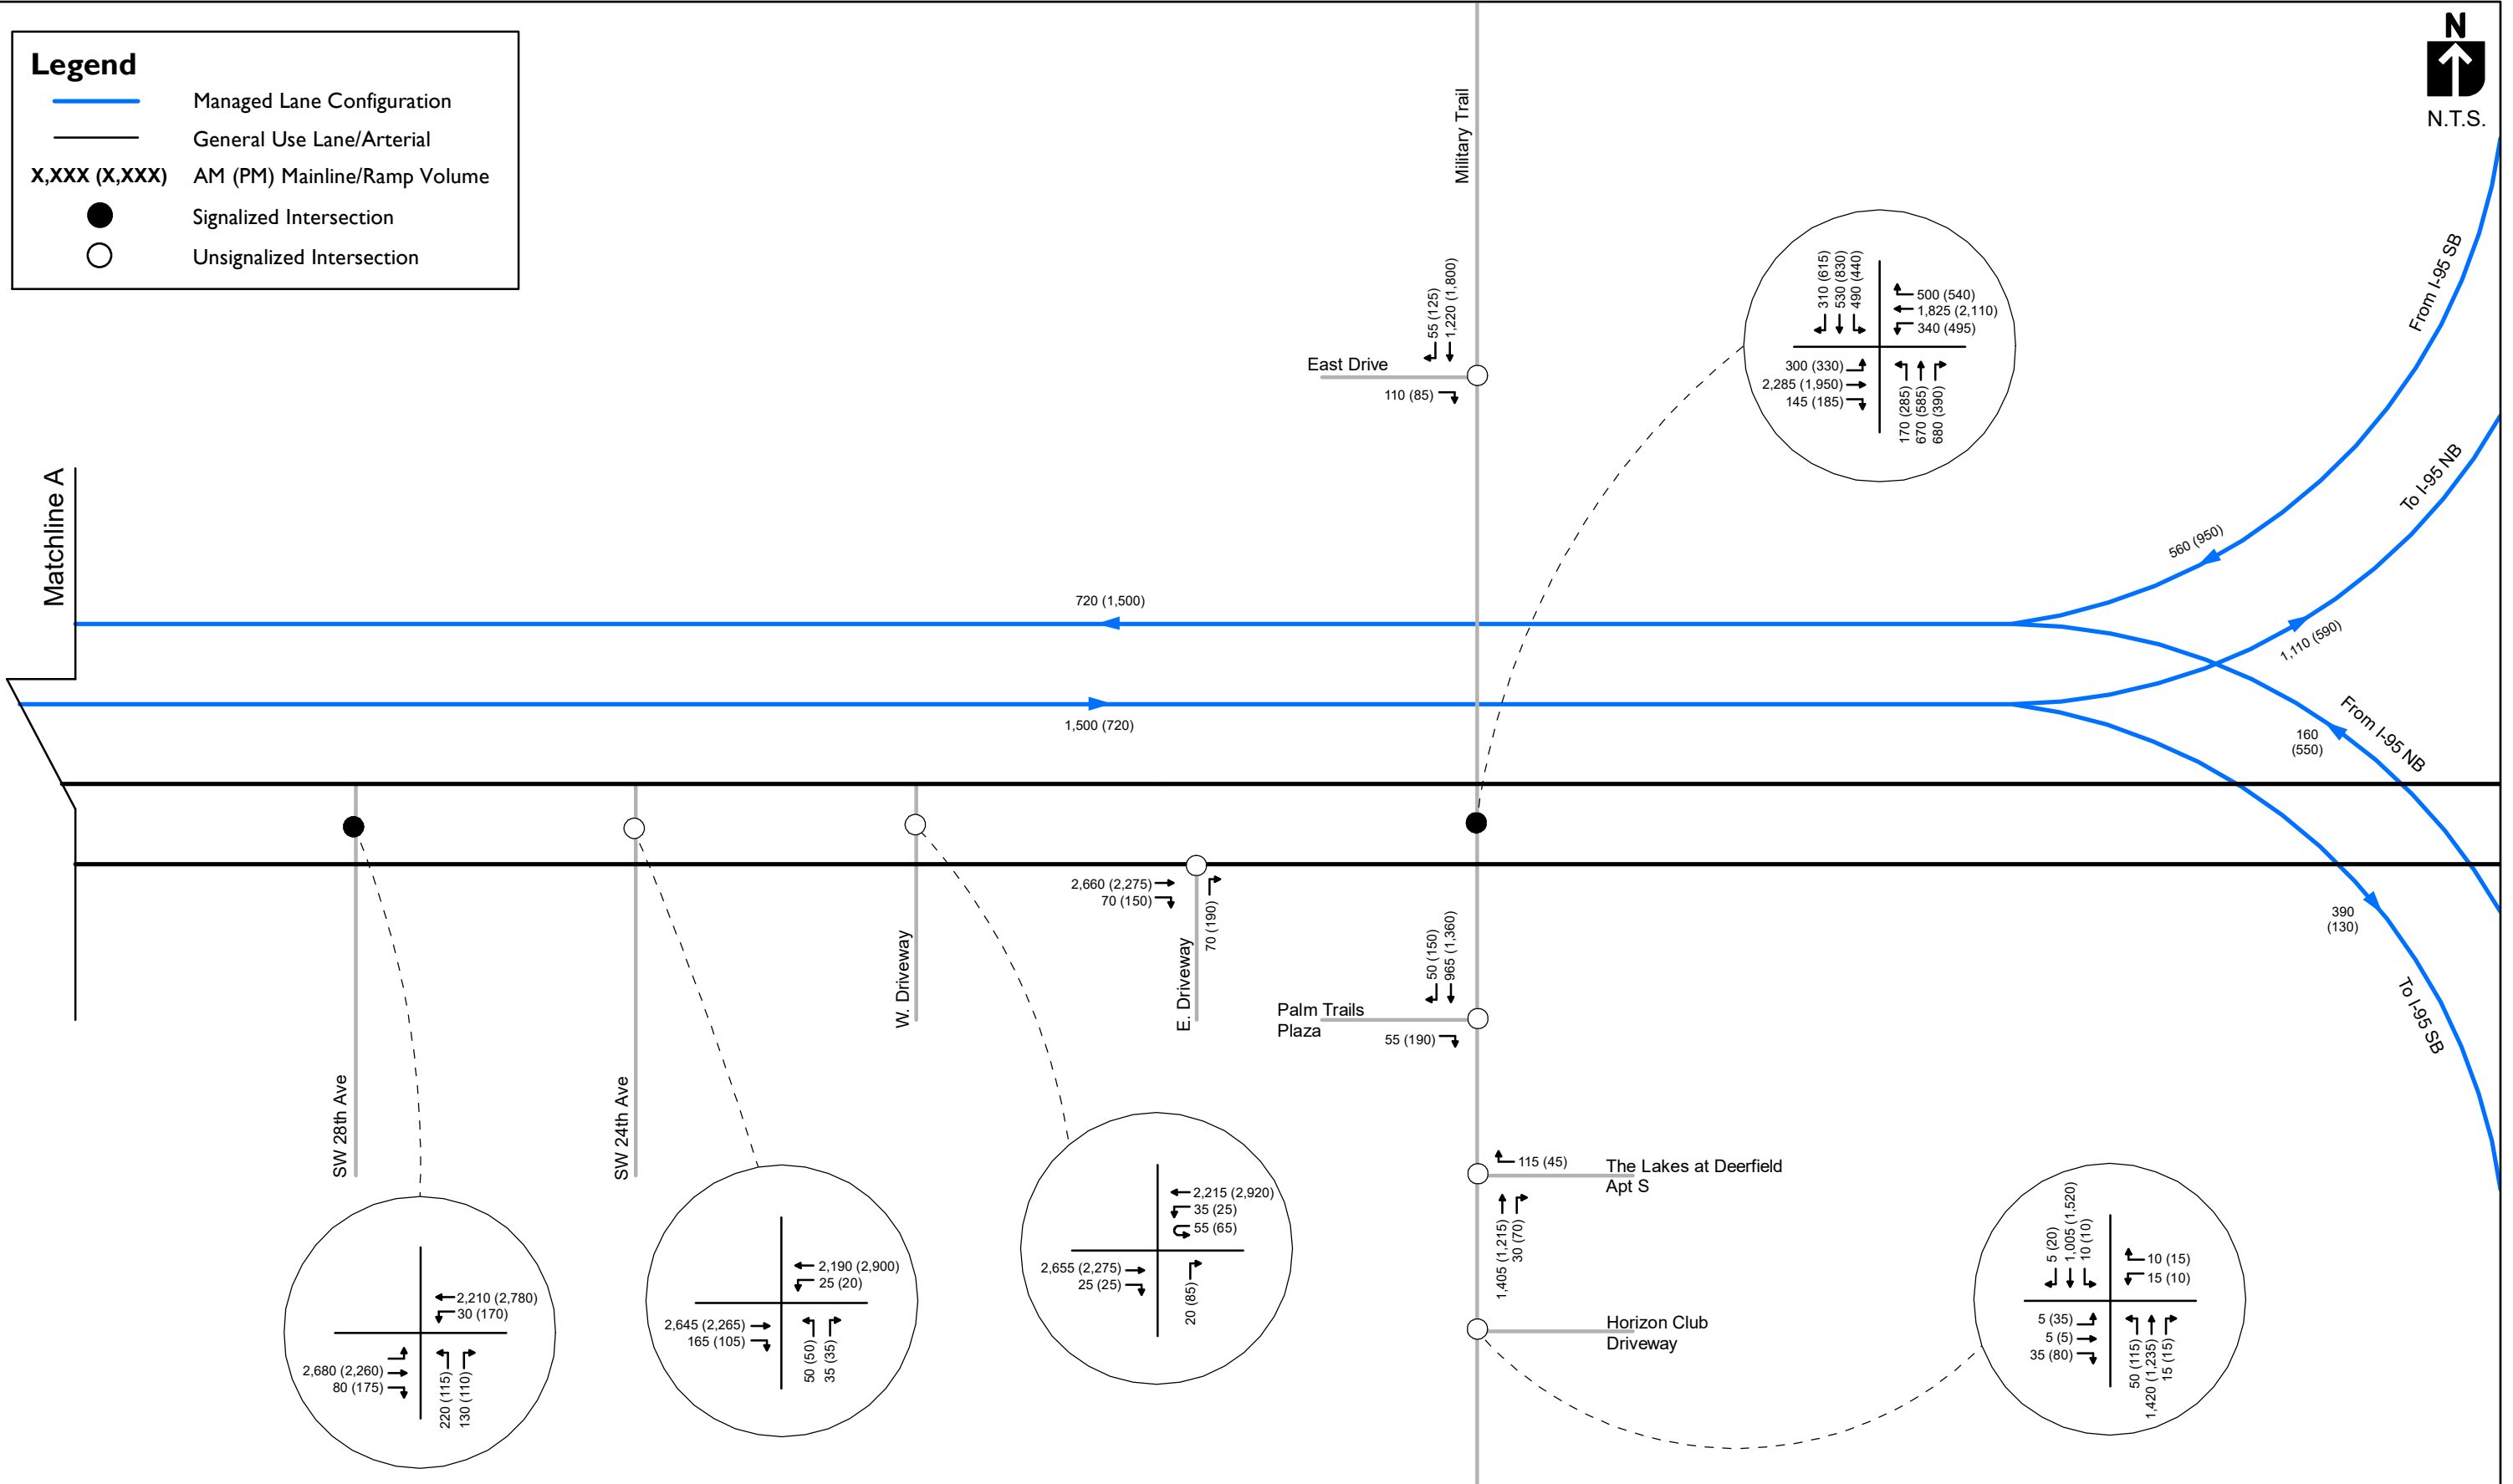 Legend
Managed Lane Configuration
General Use Lane/Arterial
X,XXX (X,XXX) AM (PM) Mainline/Ramp Volume
Signalized Intersection
Unsignalized Intersection
N
N.T.S.
Military Trail
From I-95 SB
To I-95 NB
From I-95 NB
To I-95 SB
55 (125)
1,220 (1,800)
East Drive
110 (85)
310 (615)
530 (830)
490 (440)
500 (540)
1,825 (2,110)
340 (495)
300 (330)
2,285 (1,950)
145 (185)
170 (285)
670 (585)
680 (390)
Matchline A
560 (950)
720 (1,500)
1,110 (590)
1,500 (720)
160
(550)
390
(130)
2,660 (2,275)
70 (150)
70 (190)
W. Driveway
E. Driveway
50 (150)
965 (1,360)
Palm Trails
Plaza
55 (190)
SW 28th Ave
SW 24th Ave
115 (45)
The Lakes at Deerfield
Apt S
1,405 (1,215)
30 (70)
Horizon Club
Driveway
2,210 (2,780)
30 (170)
2,680 (2,260)
80 (175)
220 (115)
130 (110)
2,190 (2,900)
25 (20)
2,645 (2,265)
165 (105)
50 (50)
35 (35)
2,215 (2,920)
35 (25)
55 (65)
2,655 (2,275)
25 (25)
20 (85)
5 (20)
1,005 (1,520)
10 (10)
10 (15)
15 (10)
5 (35)
5 (5)
35 (80)
50 (115)
1,420 (1,235)
15 (15)